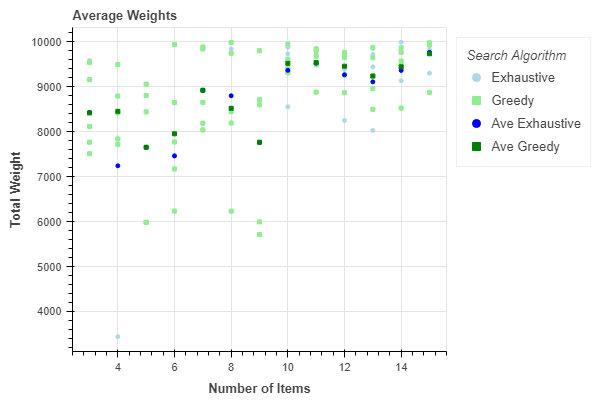 Average Weights
10000
9000
8000
7000
6000
5000
4000
Total Weight
4 6 8 10 12 14
Number of Items
Search Algorithm
Exhaustive
Greedy
Ave Exhaustive
Ave Greedy